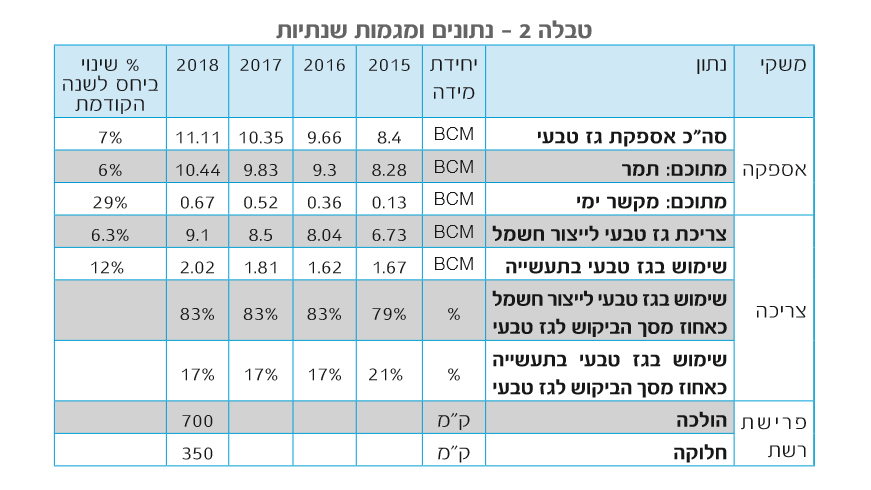 טבלה 2 – נתונים ומגמות שנתיות
משקי נתון יחידת מידה 2015 2016 2017 2018 % שינוי ביחס לשנה הקודמת
אספקה סה"כ אספקת גז טבעי BCM 8.4 9.66 10.35 11.11 7%
מתוכם: תמר BCM 8.28 9.3 9.83 10.44 6%
מתוכם: מקשר ימי BCM 0.13 0.36 0.52 0.67 29%
צריכה צריכת גז טבעי לייצור חשמל BCM 6.73 8.04 8.5 9.1 6.3%
שימוש בגז טבעי בתעשייה BCM 1.67 1.62 1.81 2.02 12%
שימוש בגז טבעי לייצור חשמל כאחוז מסך הביקוש לגז טבעי % 79% 83% 83% 83%
שימוש בגז טבעי בתעשייה כאחוז מסך הביקוש לגז טבעי % 21% 17% 17% 17%
פרישת רשת הולכה ק"מ 700
חלוקה ק"מ 350